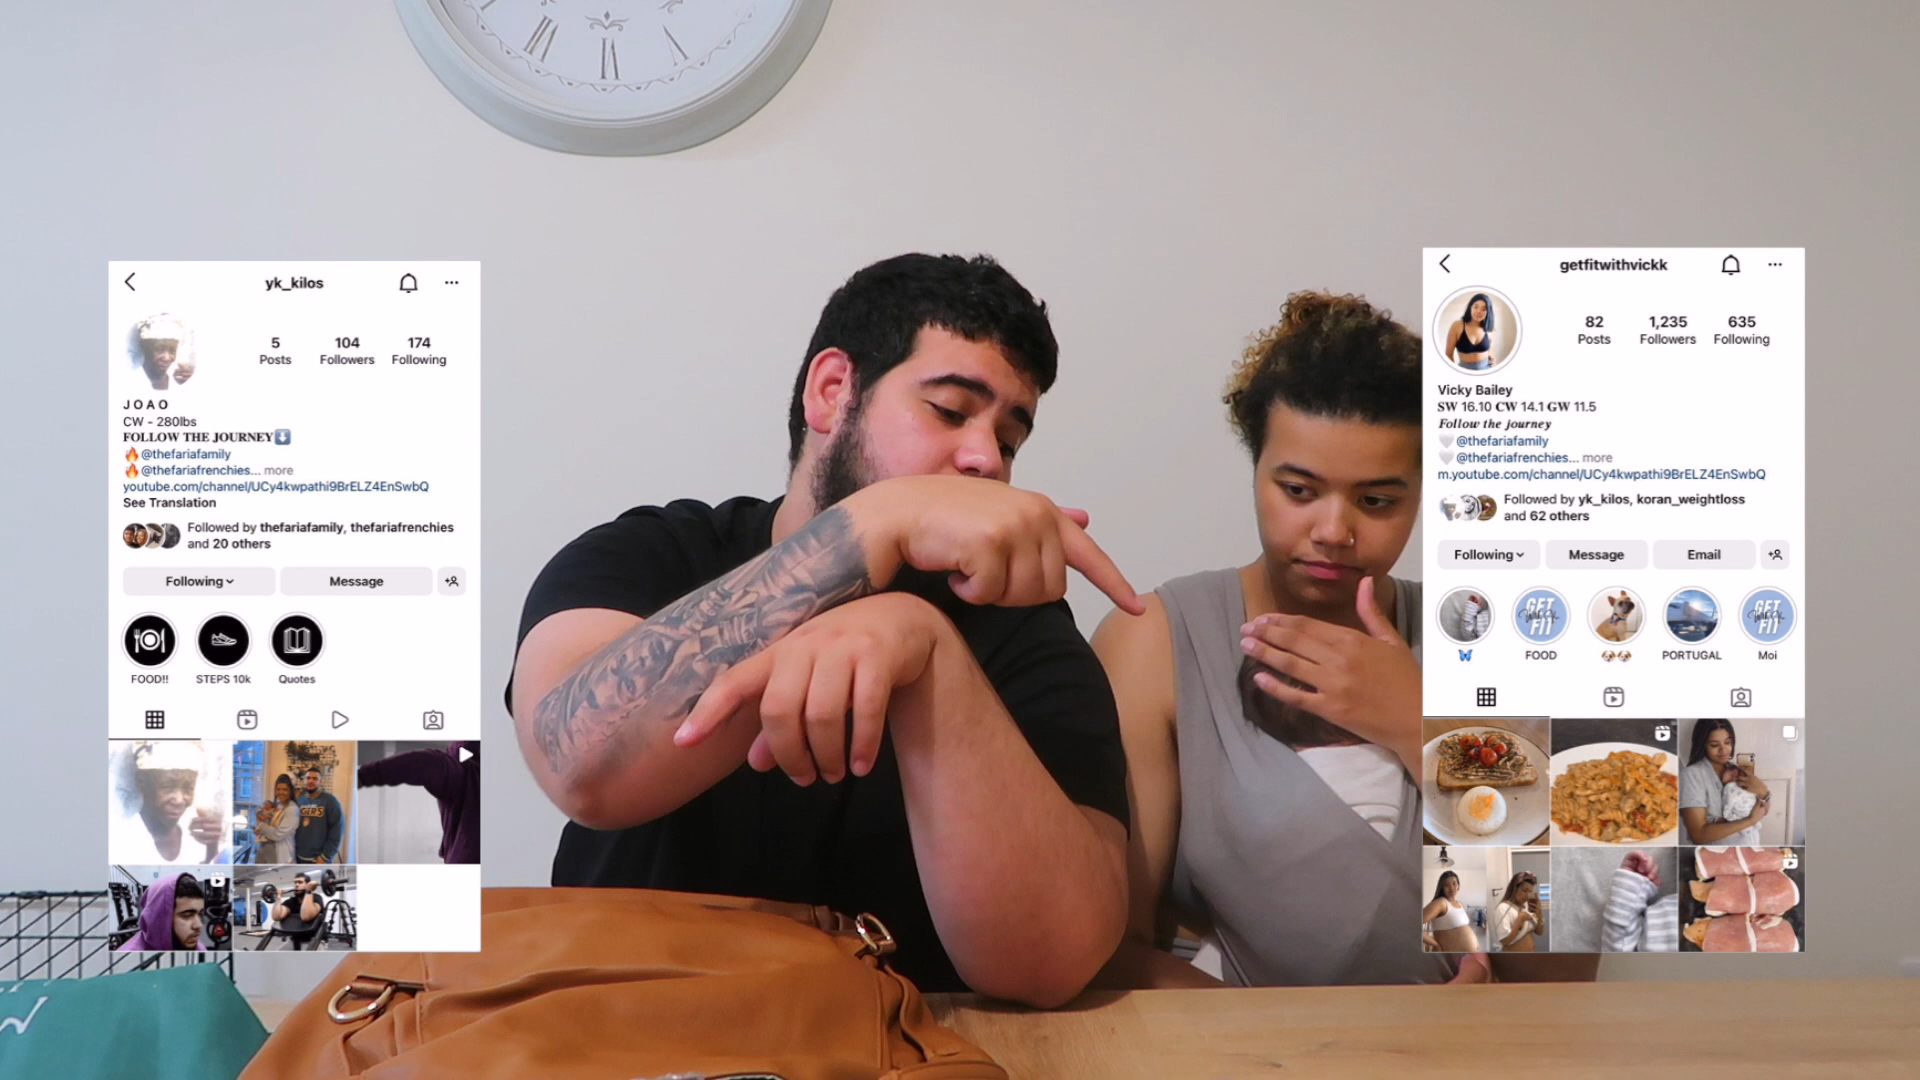 yk_kilos
5 104 174
Posts Followers Following
J O A O
CW - 280lbs
FOLLOW THE JOURNEY⬇️
🔥@thefariafamily
🔥@thefariafrenchies... more
youtube.com/channel/UCy4kwpathi9BrELZ4EnSwbQ
See Translation
Followed by thefariafamily, thefariafrenchies
and 20 others
Following Message
FOOD!! STEPS 10k Quotes
getfitwithvickk
82 1,235 635
Posts Followers Following
Vicky Bailey
SW 16.10 CW 14.1 GW 11.5
Follow the journey
🤍@thefariafamily
🤍@thefariafrenchies... more
m.youtube.com/channel/UCy4kwpathi9BrELZ4EnSwbQ
Followed by yk_kilos, koran_weightloss
and 62 others
Following Message Email
GET FIT GET FIT
🦋 FOOD 🐶🐶 PORTUGAL Moi